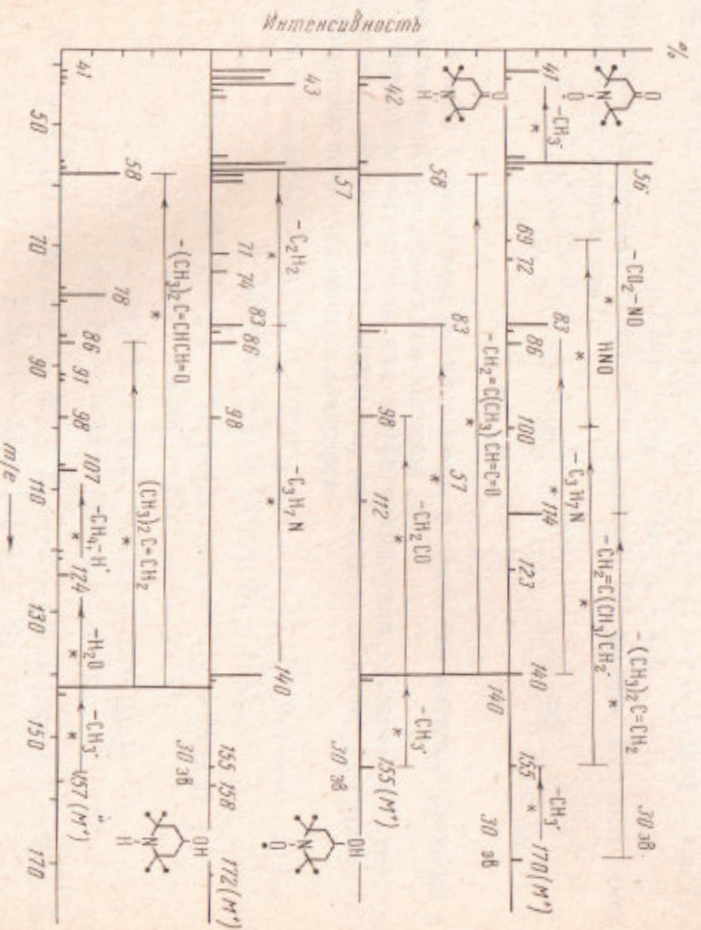 %
Интенсивность
30 эВ
−CO₂−NO
−(CH₃)₂C=CH₂
*
*
56
HNO
−CH₂=C(CH₃)CH₂·
*
*
−C₃H₇N
*
−CH₃·
*
−CH₃·
*
O
N
O
41
69
72
83
86
100
114
123
140
155
170(M⁺)
30 эВ
−CH₂=C(CH₃)CH=C=O
*
57
*
−CH₂CO
*
−CH₃·
*
O
N
H
42
58
83
98
112
140
155(M⁺)
30 эВ
−C₂H₂
*
−C₃H₇N
*
OH
N
O
43
57
71
74
83
86
98
140
155
158
172(M⁺)
30 эВ
−(CH₃)₂C=CHCH=O
*
(CH₃)₂C=CH₂
*
−CH₄,−H·
*
−H₂O
*
−CH₃·
*
OH
N
H
41
58
78
86
91
98
107
124
157(M⁺)
50
70
90
110
130
150
170
m/e